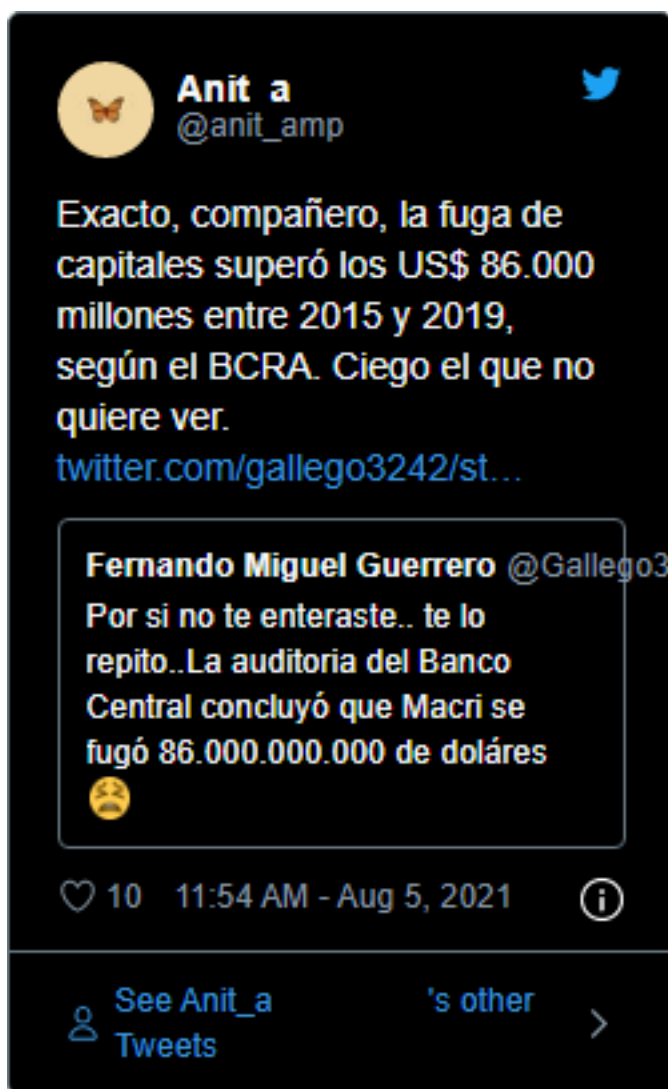 Anit_a
@anit_amp
Exacto, compañero, la fuga de
capitales superó los US$ 86.000
millones entre 2015 y 2019,
según el BCRA. Ciego el que no
quiere ver.
twitter.com/gallego3242/st…
Fernando Miguel Guerrero @Gallego3
Por si no te enteraste.. te lo
repito..La auditoria del Banco
Central concluyó que Macri se
fugó 86.000.000.000 de doláres
10 11:54 AM - Aug 5, 2021
See Anit_a 's other
Tweets